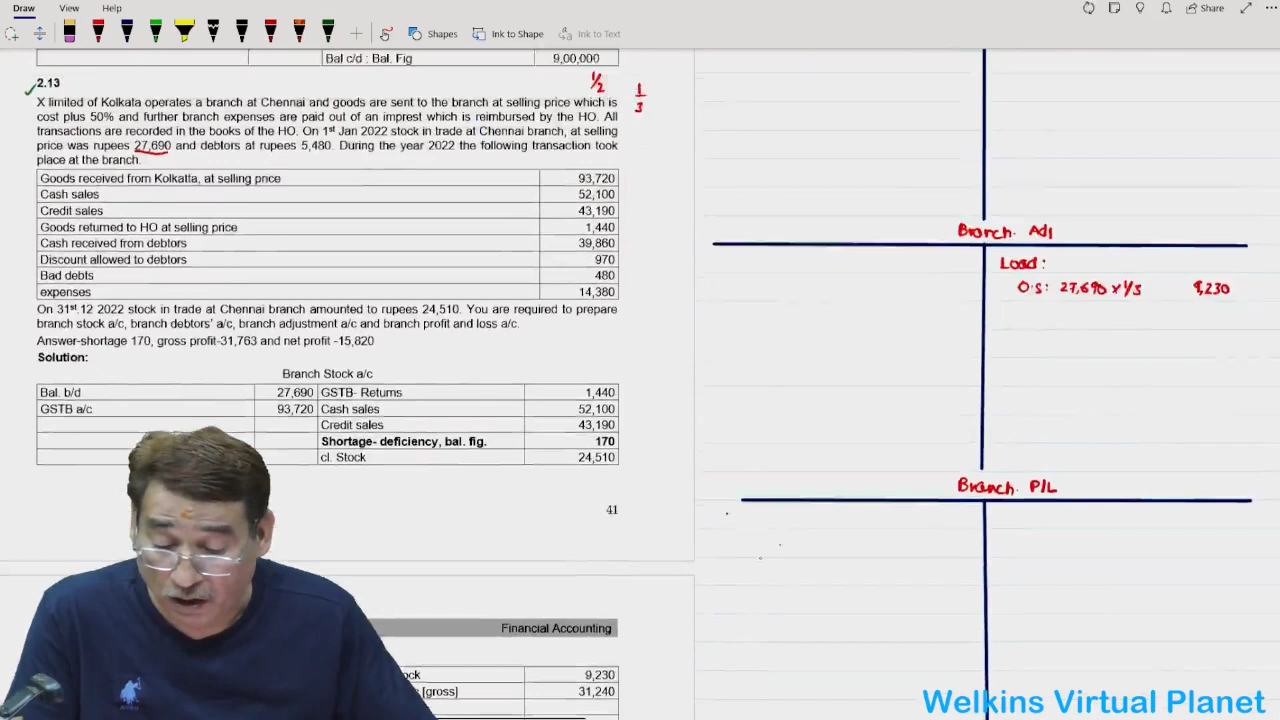 Draw View Help
Share
Shapes Ink to Shape Ink to Text
Bal c/d : Bal. Fig 9,00,000
2.13
1/2
1/3
X limited of Kolkata operates a branch at Chennai and goods are sent to the branch at selling price which is
cost plus 50% and further branch expenses are paid out of an imprest which is reimbursed by the HO. All
transactions are recorded in the books of the HO. On 1st Jan 2022 stock in trade at Chennai branch, at selling
price was rupees 27,690 and debtors at rupees 5,480. During the year 2022 the following transaction took
place at the branch.
Goods received from Kolkatta, at selling price 93,720
Cash sales 52,100
Credit sales 43,190
Goods returned to HO at selling price 1,440
Cash received from debtors 39,860
Discount allowed to debtors 970
Bad debts 480
expenses 14,380
On 31st.12 2022 stock in trade at Chennai branch amounted to rupees 24,510. You are required to prepare
branch stock a/c, branch debtors' a/c, branch adjustment a/c and branch profit and loss a/c.
Answer-shortage 170, gross profit-31,763 and net profit -15,820
Solution:
Branch Stock a/c
Bal. b/d 27,690 GSTB- Returns 1,440
GSTB a/c 93,720 Cash sales 52,100
Credit sales 43,190
Shortage- deficiency, bal. fig. 170
cl. Stock 24,510
41
Financial Accounting
ock 9,230
[gross] 31,240
Branch. Adj
Load:
O.S: 27,690 x 1/3 9,230
Branch. P/L
Welkins Virtual Planet